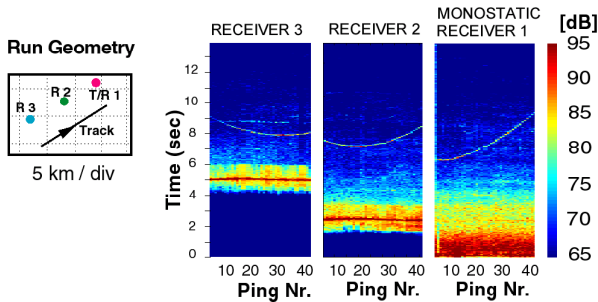 Run Geometry
R 3
R 2
T/R 1
Track
5 km / div
RECEIVER 3
RECEIVER 2
MONOSTATIC
RECEIVER 1
[dB]
Time (sec)
12
10
8
6
4
2
0
10 20 30 40
10 20 30 40
10 20 30 40
Ping Nr.
Ping Nr.
Ping Nr.
95
90
85
80
75
70
65